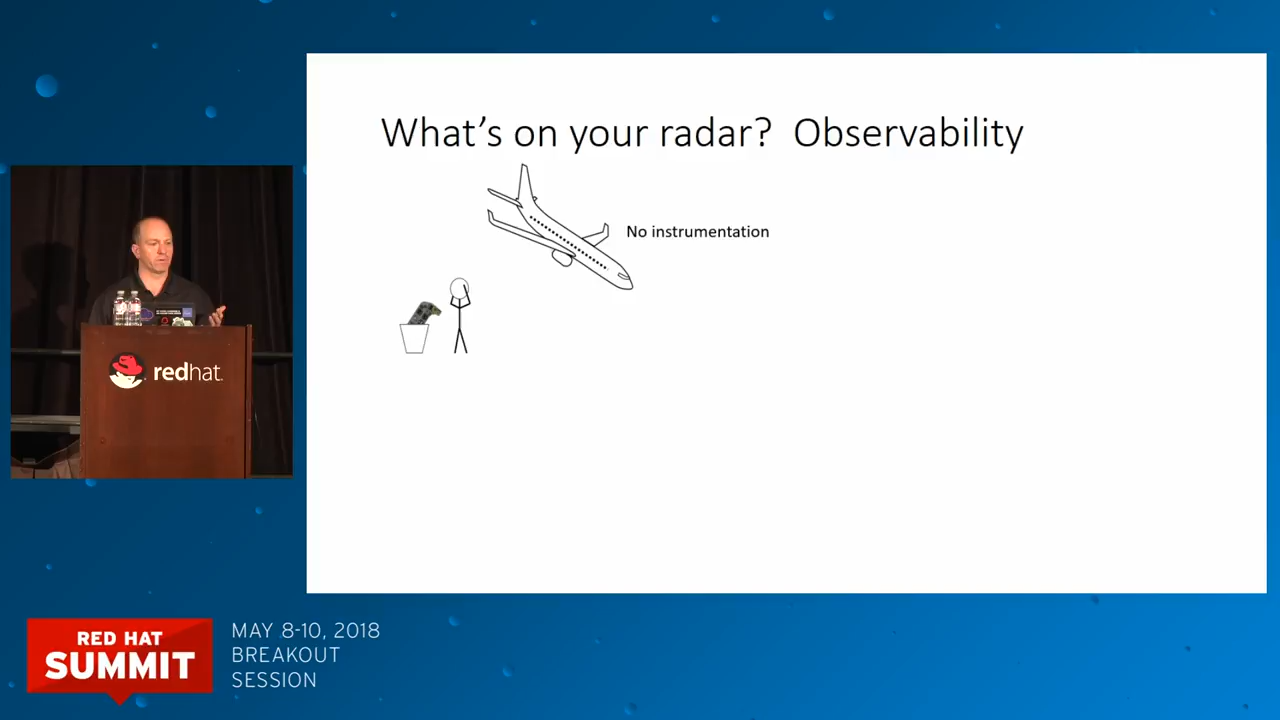 What's on your radar?  Observability
No instrumentation
redhat.
RED HAT
SUMMIT
MAY 8-10, 2018
BREAKOUT
SESSION